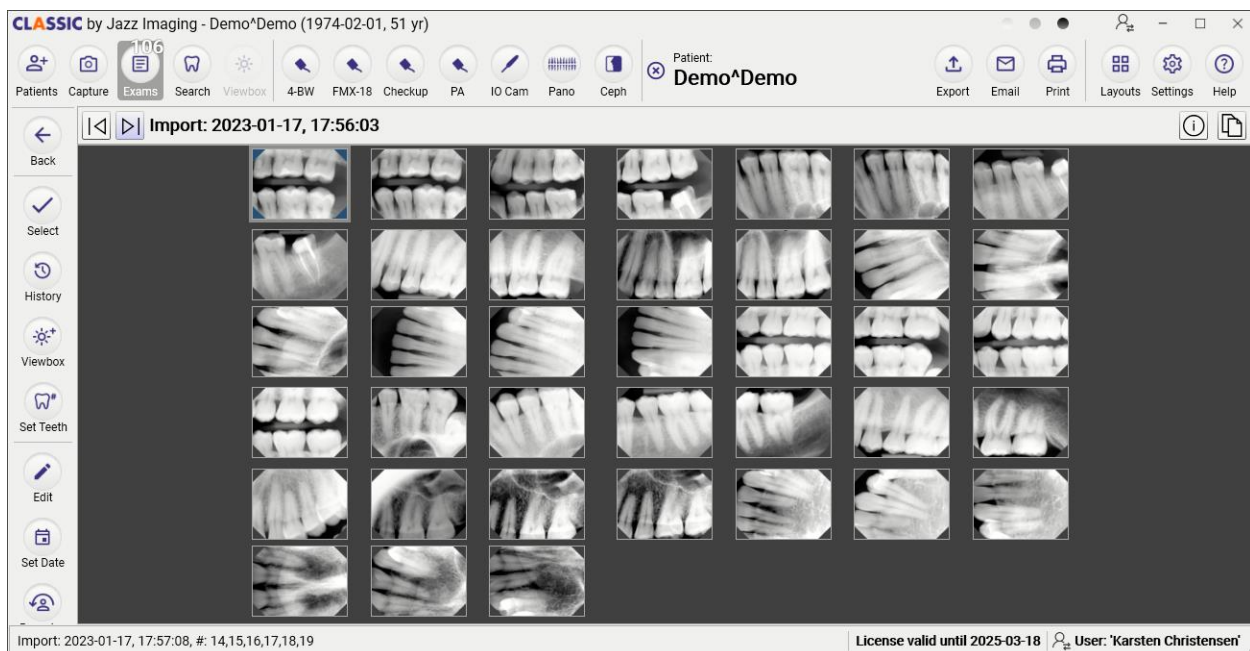 CLASSIC by Jazz Imaging - Demo^Demo (1974-02-01, 51 yr)
106
Patients Capture Exams Search Viewbox 4-BW FMX-18 Checkup PA IO Cam Pano Ceph
Patient:
Demo^Demo
Export Email Print Layouts Settings Help
Import: 2023-01-17, 17:56:03
Back
Select
History
Viewbox
Set Teeth
Edit
Set Date
Import: 2023-01-17, 17:57:08, #: 14,15,16,17,18,19
License valid until 2025-03-18
User: 'Karsten Christensen'